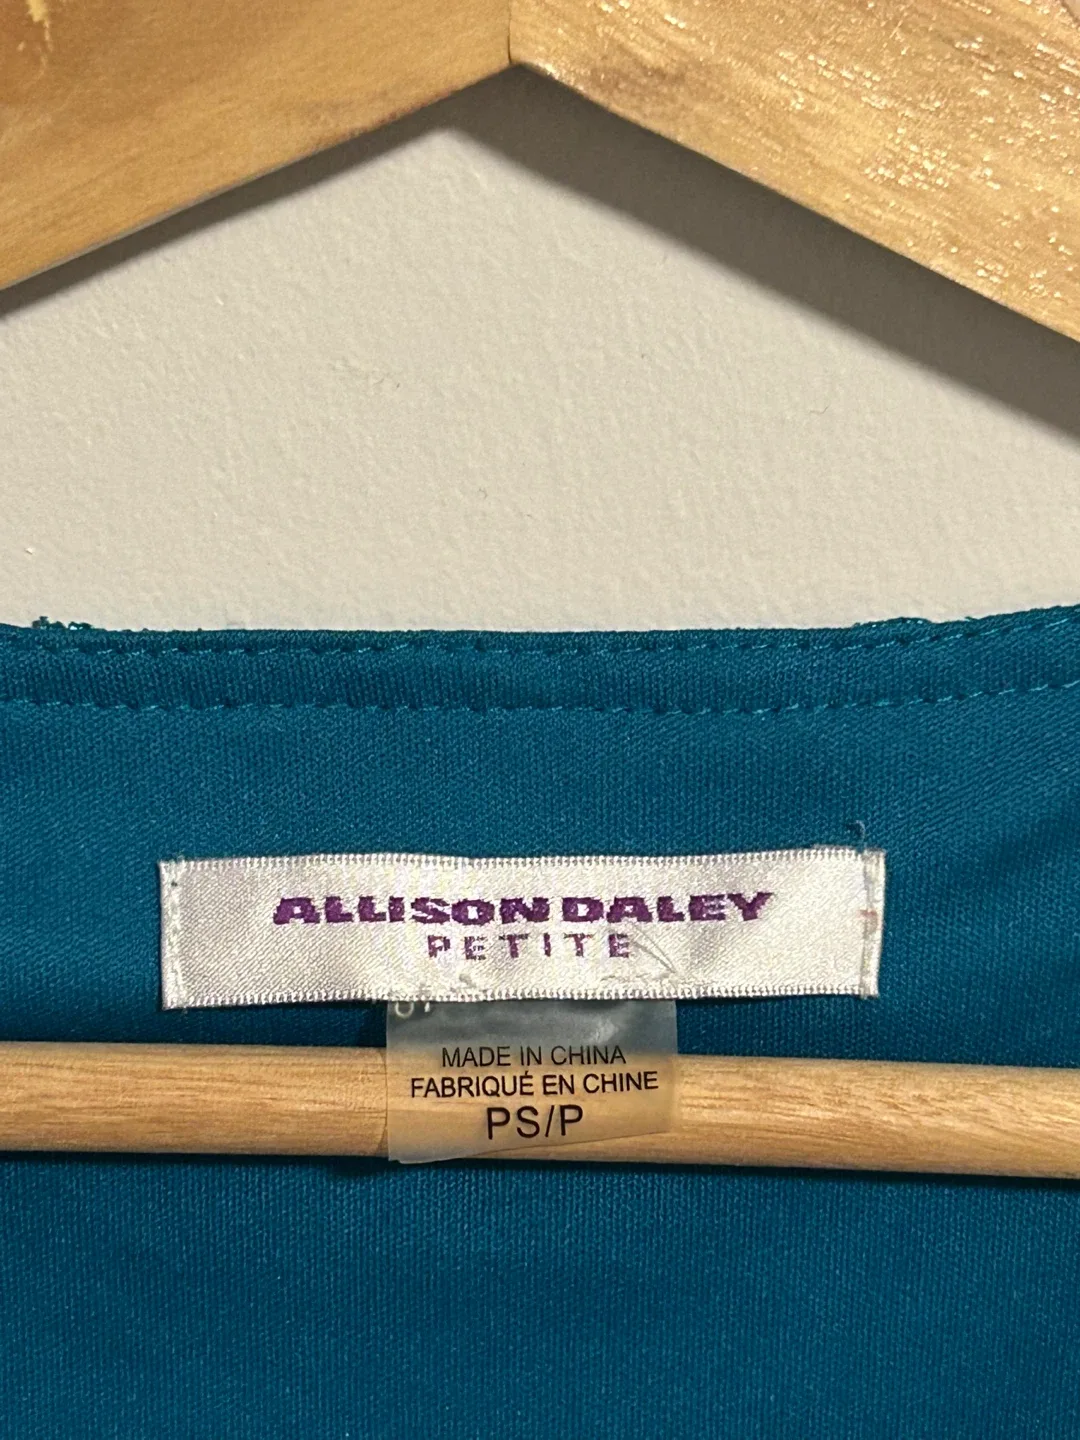 ALLISON DALEY
PETITE
MADE IN CHINA
FABRIQUÉ EN CHINE
PS/P